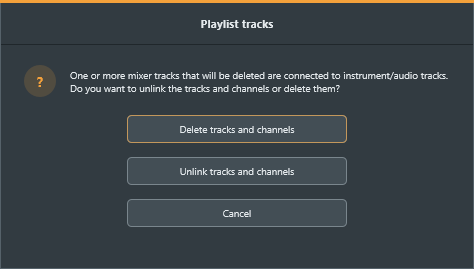 Playlist tracks
?
One or more mixer tracks that will be deleted are connected to instrument/audio tracks.
Do you want to unlink the tracks and channels or delete them?
Delete tracks and channels
Unlink tracks and channels
Cancel